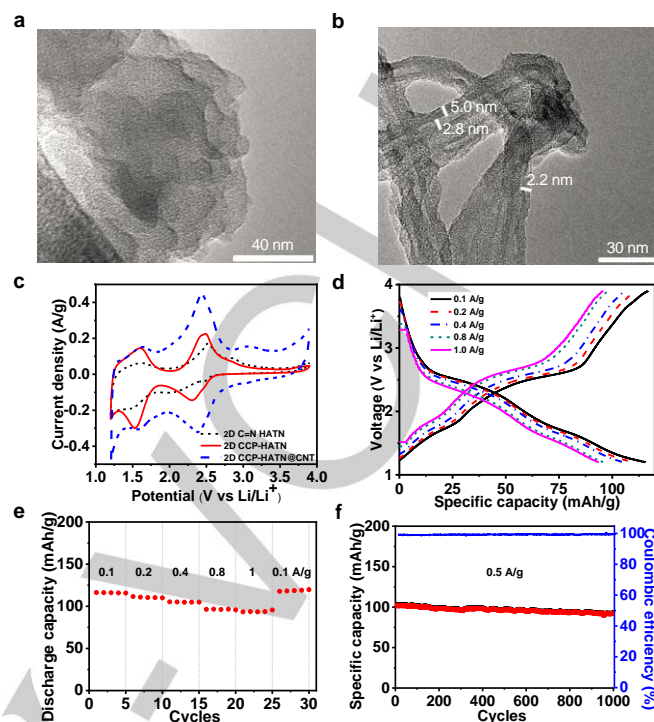 a
40 nm
b
5.0 nm
2.8 nm
2.2 nm
30 nm
c
Current density (A/g)
0.4
0.2
0.0
-0.2
-0.4
2D C=N HATN
2D CCP-HATN
2D CCP-HATN@CNT
1.0 1.5 2.0 2.5 3.0 3.5 4.0
Potential (V vs Li/Li+)
d
Voltage (V vs Li/Li+)
4
3
2
1
0.1 A/g
0.2 A/g
0.4 A/g
0.8 A/g
1.0 A/g
0 25 50 75 100
Specific capacity (mAh/g)
e
Discharge capacity (mAh/g)
200
150
100
50
0
0.1 0.2 0.4 0.8 1 0.1 A/g
0 5 10 15 20 25 30
Cycles
f
Specific capacity (mAh/g)
200
150
100
50
0
0.5 A/g
0 200 400 600 800 1000
Cycles
100
80
60
40
20
0
Coulombic efficiency (%)